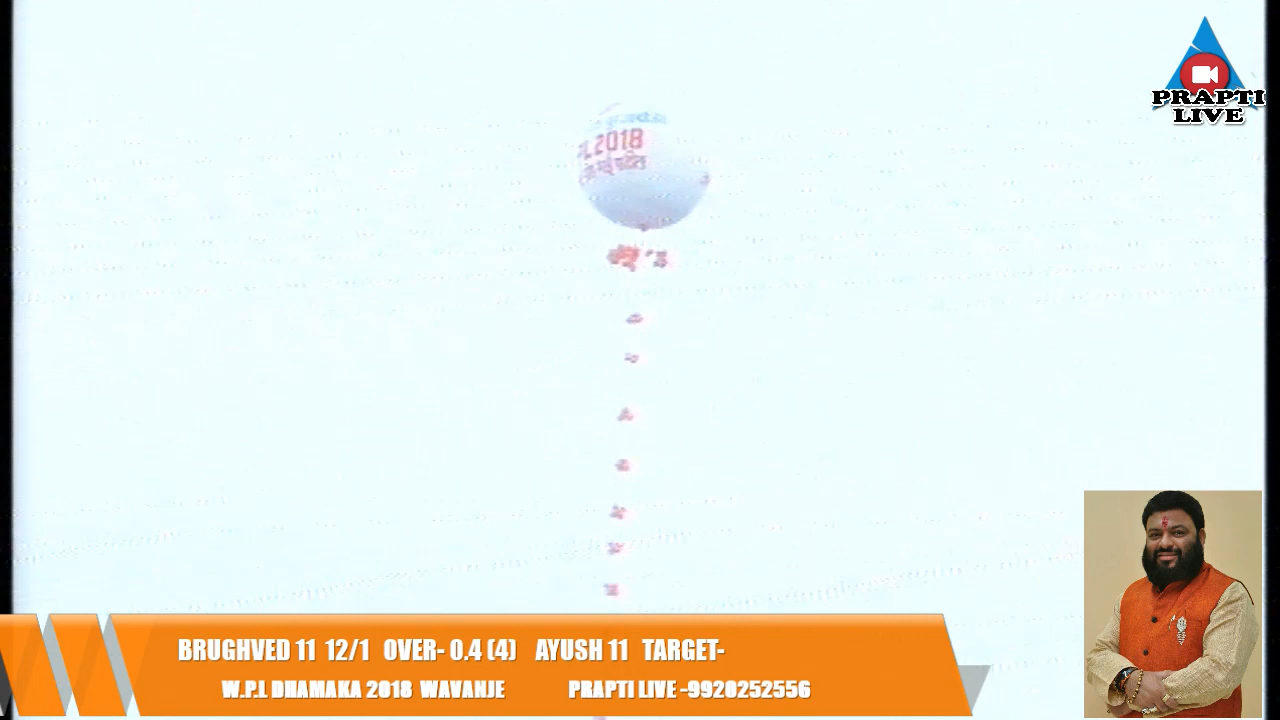 PRAPTI
LIVE
L 2018
BRUGHVED 11 12/1 OVER- 0.4 (4) AYUSH 11 TARGET-
W.P.L DHAMAKA 2018 WAVANJE PRAPTI LIVE -9920252556